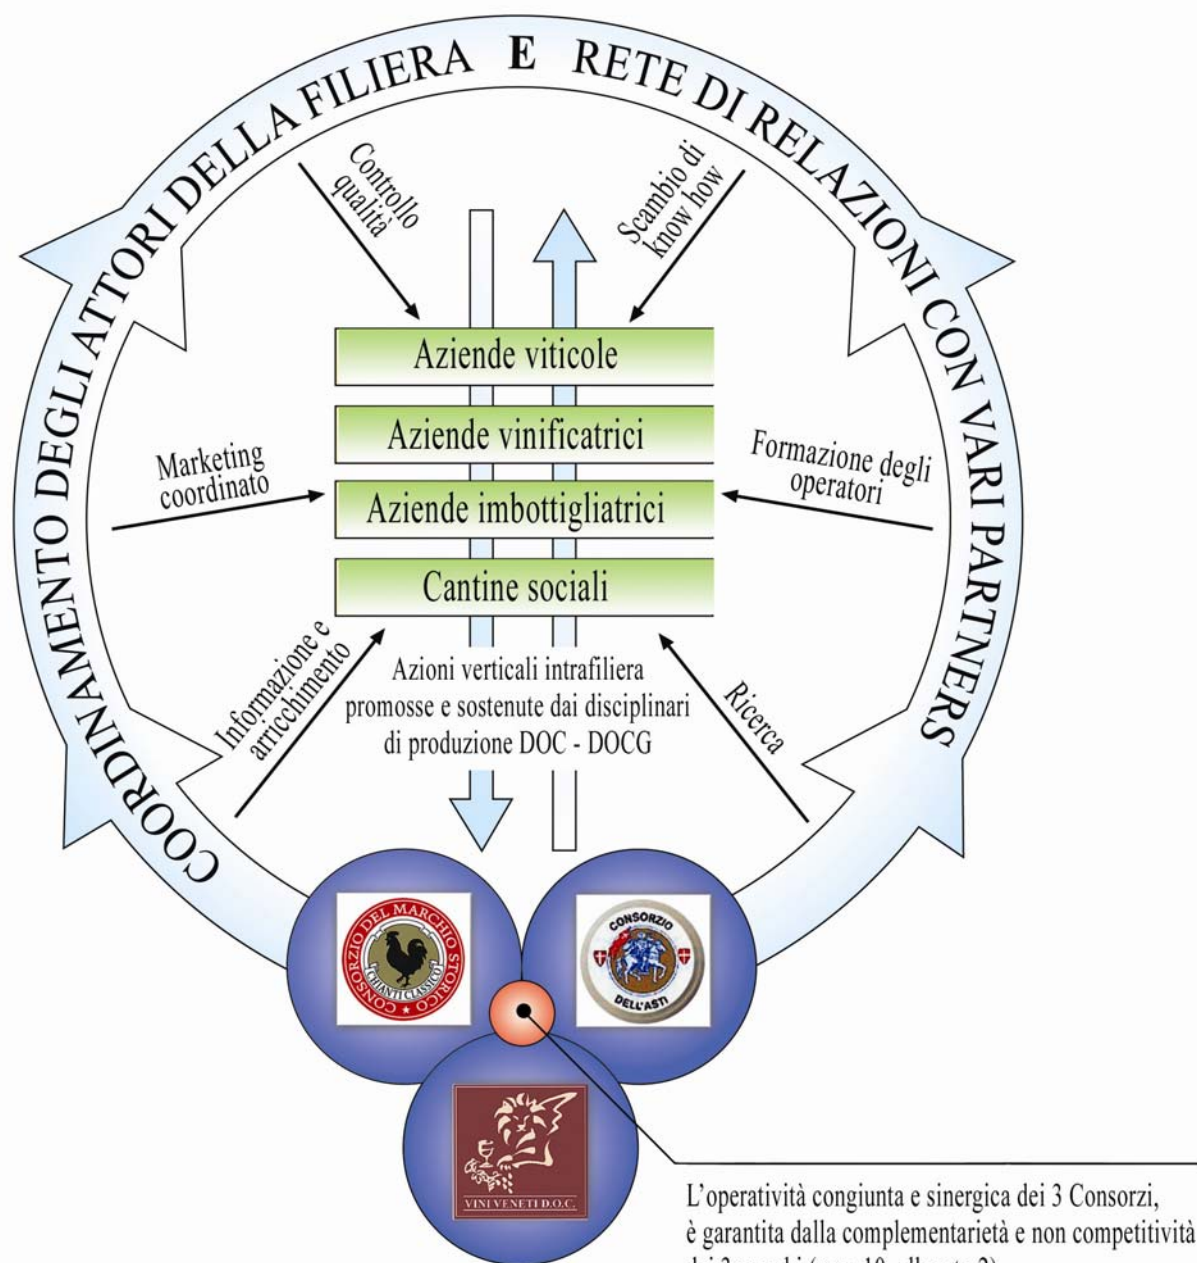 COORDINAMENTO DEGLI ATTORI DELLA FILIERA E RETE DI RELAZIONI CON VARI PARTNERS
Controllo
qualità
Scambio di
know how
Aziende viticole
Aziende vinificatrici
Marketing
coordinato
Formazione degli
operatori
Aziende imbottigliatrici
Cantine sociali
Informazione e
arricchimento
Azioni verticali intrafiliera
promosse e sostenute dai disciplinari
di produzione DOC - DOCG
Ricerca
CONSORZIO DEL MARCHIO STORICO
CHIANTI CLASSICO
CONSORZIO
DELL'ASTI
VINI VENETI D.O.C.
L'operatività congiunta e sinergica dei 3 Consorzi,
è garantita dalla complementarietà e non competitività